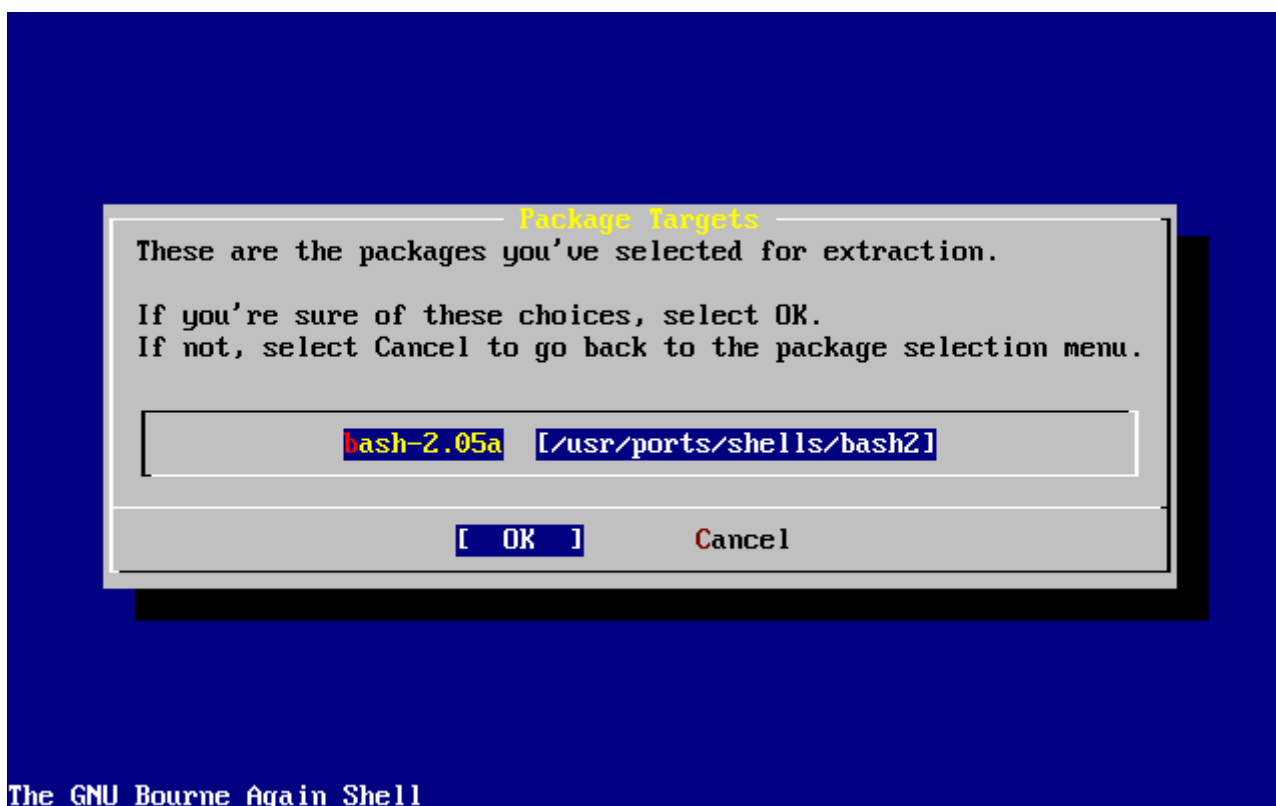 Package Targets
These are the packages you've selected for extraction.
If you're sure of these choices, select OK.
If not, select Cancel to go back to the package selection menu.
bash-2.05a [/usr/ports/shells/bash2]
[ OK ] Cancel
The GNU Bourne Again Shell